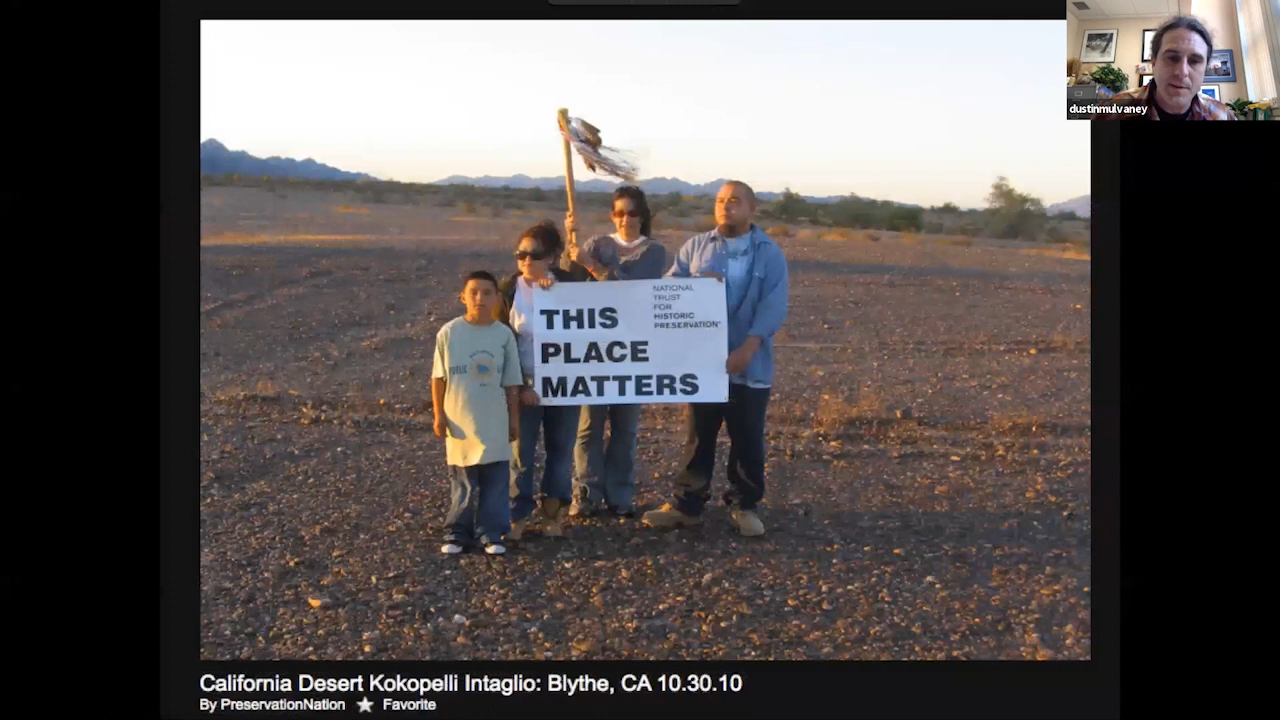 dustinmulvaney
NATIONAL
TRUST
FOR
HISTORIC
PRESERVATION
THIS
PLACE
MATTERS
PUBLIC
California Desert Kokopelli Intaglio: Blythe, CA 10.30.10
By PreservationNation ★ Favorite